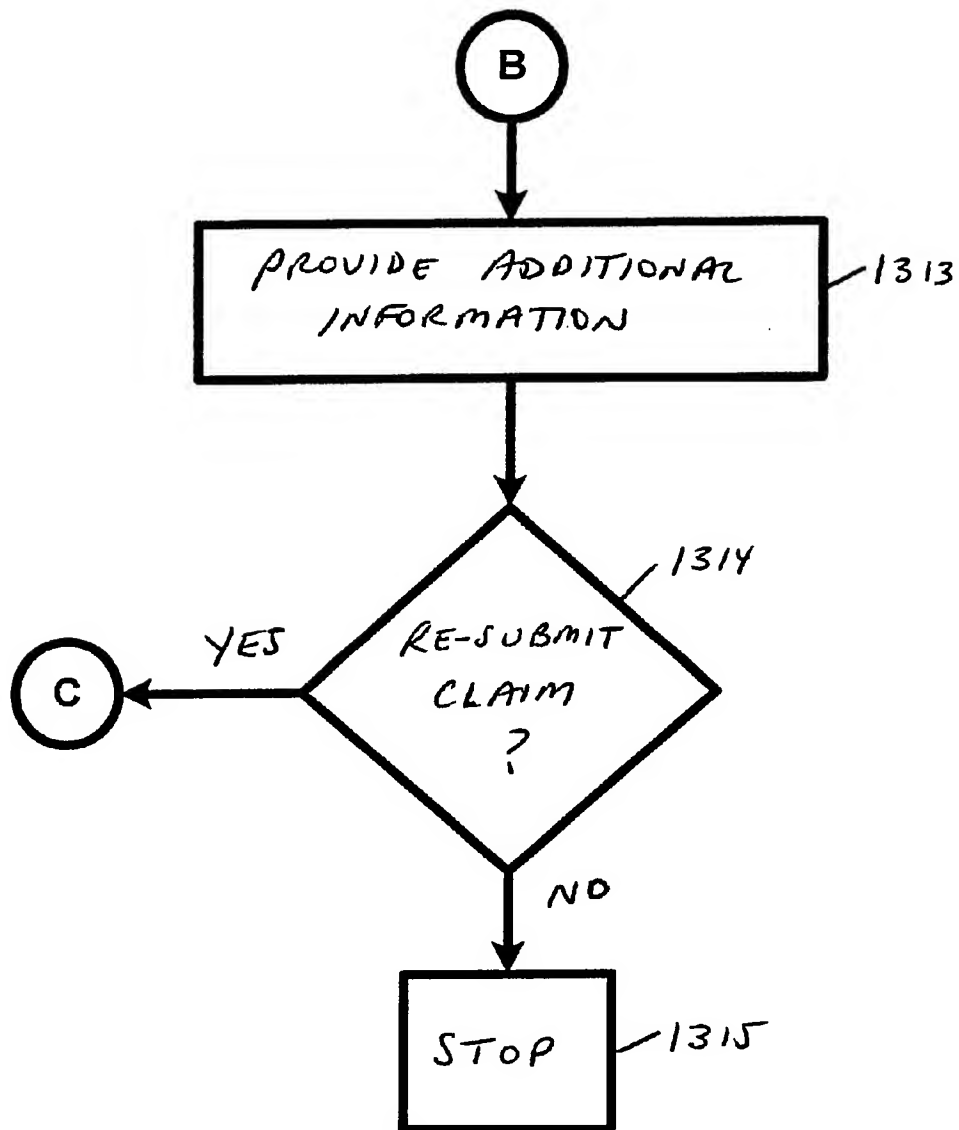 B
PROVIDE ADDITIONAL
INFORMATION
1313
1314
RE-SUBMIT
CLAIM
?
YES
C
NO
STOP
1315